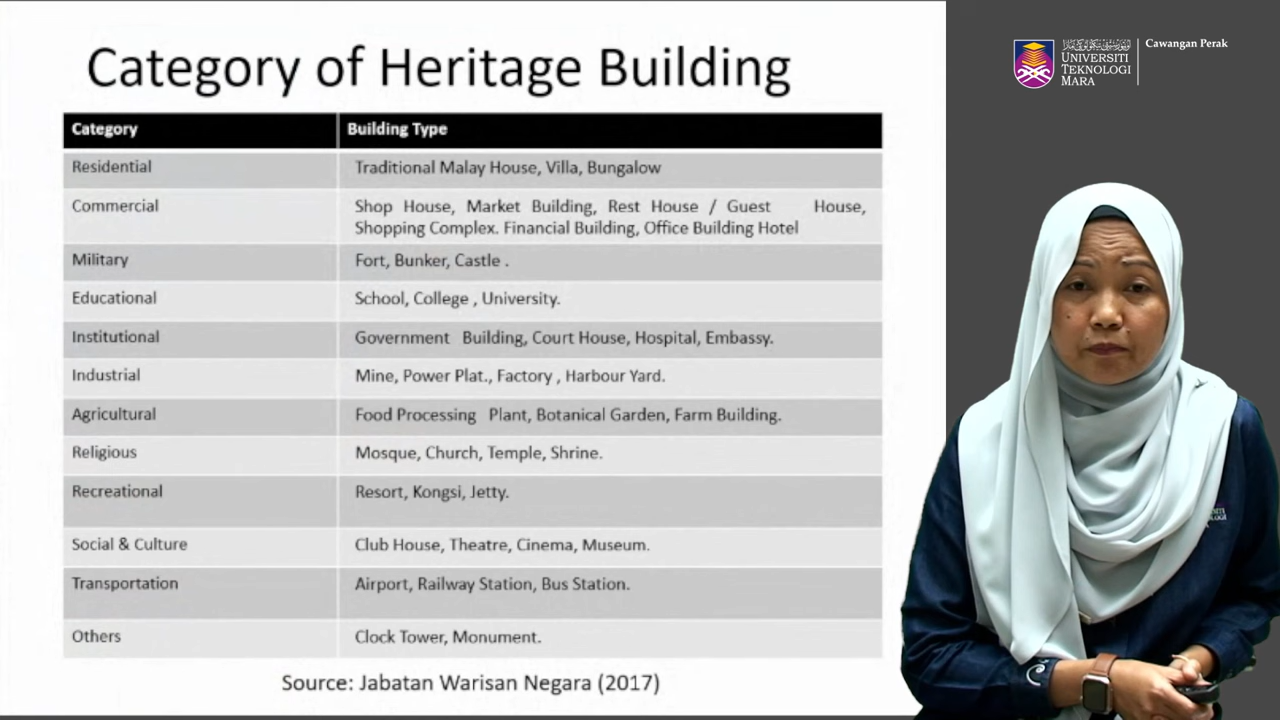 Category of Heritage Building
Category Building Type
Residential Traditional Malay House, Villa, Bungalow
Commercial Shop House, Market Building, Rest House / Guest House,
Shopping Complex. Financial Building, Office Building Hotel
Military Fort, Bunker, Castle .
Educational School, College , University.
Institutional Government Building, Court House, Hospital, Embassy.
Industrial Mine, Power Plat., Factory , Harbour Yard.
Agricultural Food Processing Plant, Botanical Garden, Farm Building.
Religious Mosque, Church, Temple, Shrine.
Recreational Resort, Kongsi, Jetty.
Social & Culture Club House, Theatre, Cinema, Museum.
Transportation Airport, Railway Station, Bus Station.
Others Clock Tower, Monument.
Source: Jabatan Warisan Negara (2017)
UNIVERSITI
TEKNOLOGI
MARA
Cawangan Perak